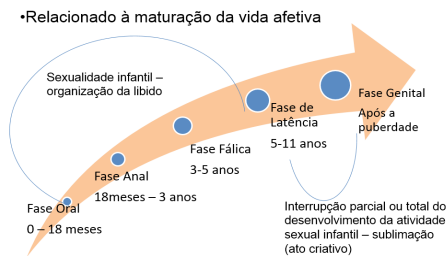 •Relacionado à maturação da vida afetiva
Sexualidade infantil –
organização da libido
Fase Oral
0 – 18 meses
Fase Anal
18meses – 3 anos
Fase Fálica
3-5 anos
Fase de
Latência
5-11 anos
Fase Genital
Após a
puberdade
Interrupção parcial ou total do
desenvolvimento da atividade
sexual infantil – sublimação
(ato criativo)